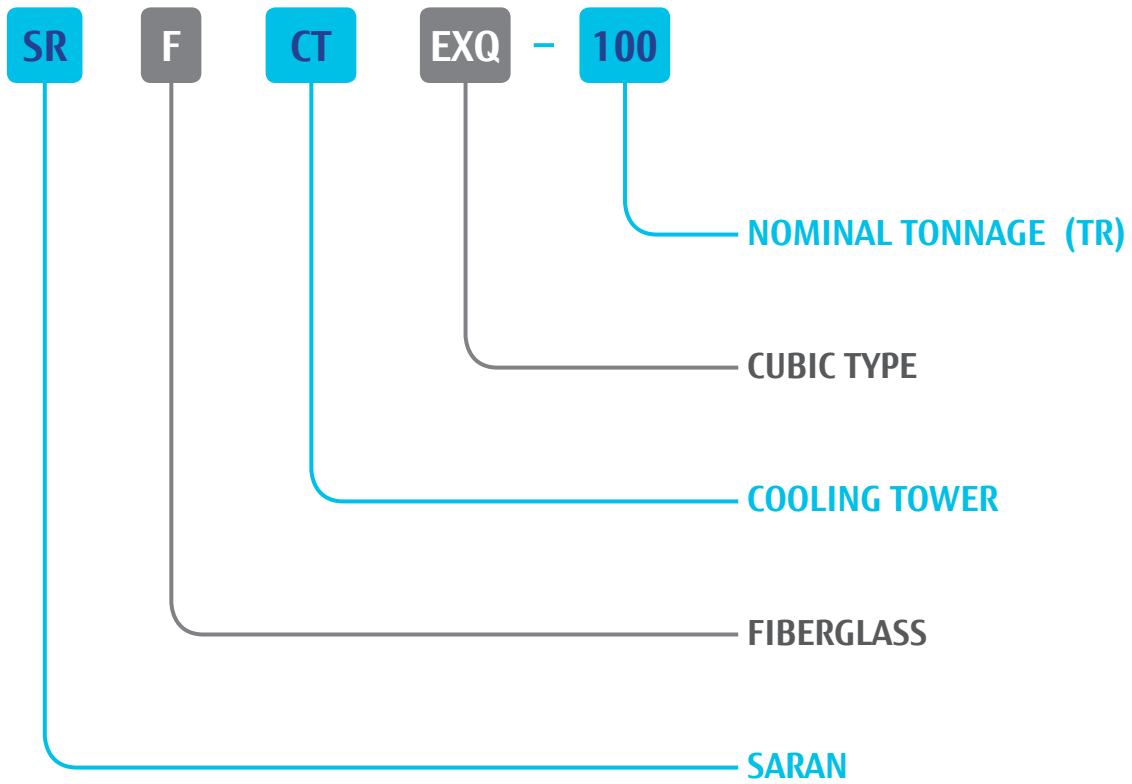 SR F CT EXQ – 100
NOMINAL TONNAGE (TR)
CUBIC TYPE
COOLING TOWER
FIBERGLASS
SARAN